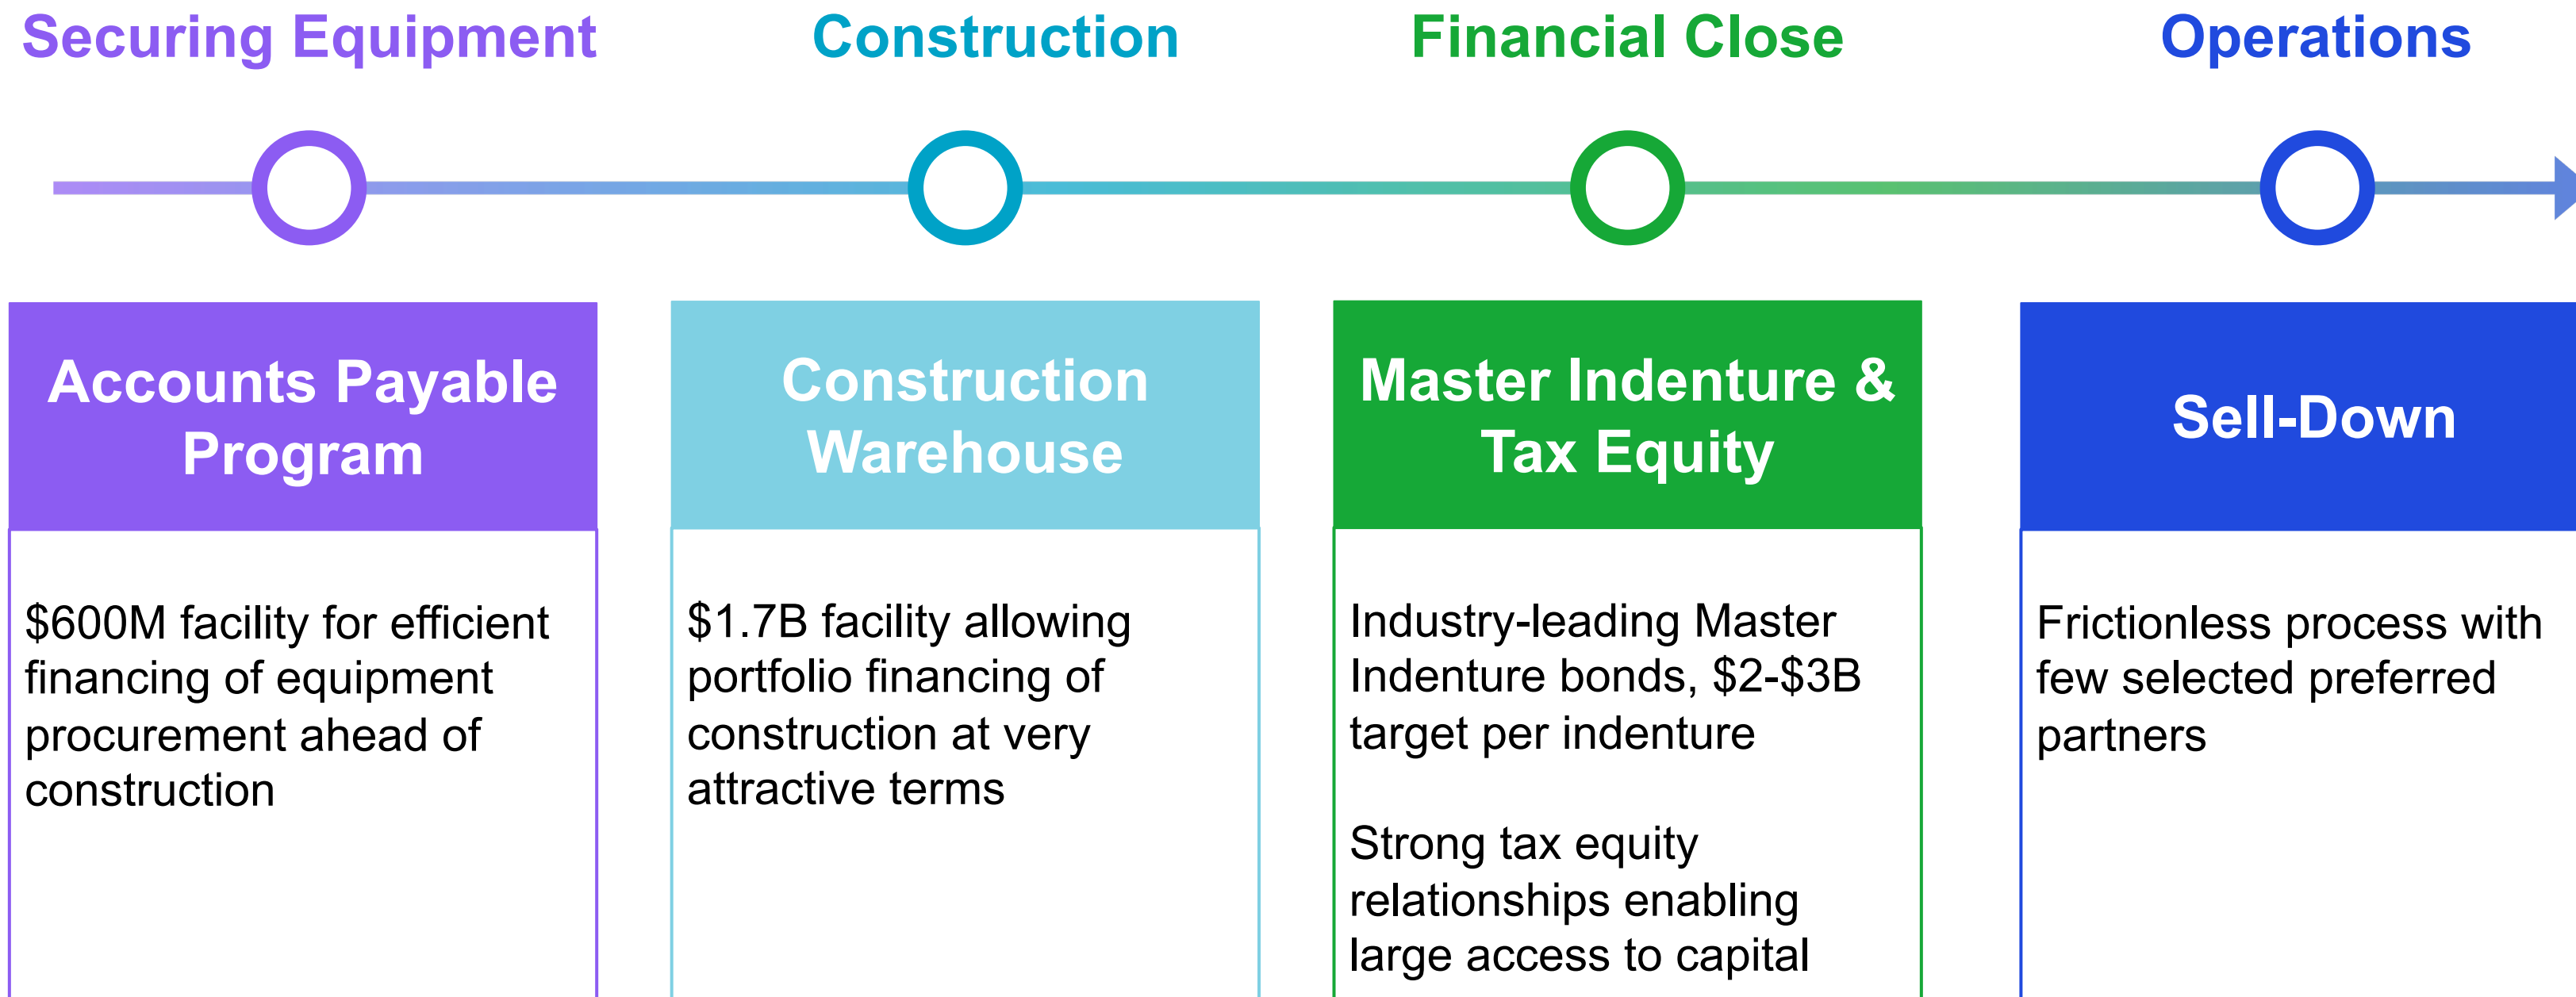 Securing Equipment
Construction
Financial Close
Operations
Accounts Payable
Program
$600M facility for efficient
financing of equipment
procurement ahead of
construction
Construction
Warehouse
$1.7B facility allowing
portfolio financing of
construction at very
attractive terms
Master Indenture &
Tax Equity
Industry-leading Master
Indenture bonds, $2-$3B
target per indenture
Strong tax equity
relationships enabling
large access to capital
Sell-Down
Frictionless process with
few selected preferred
partners